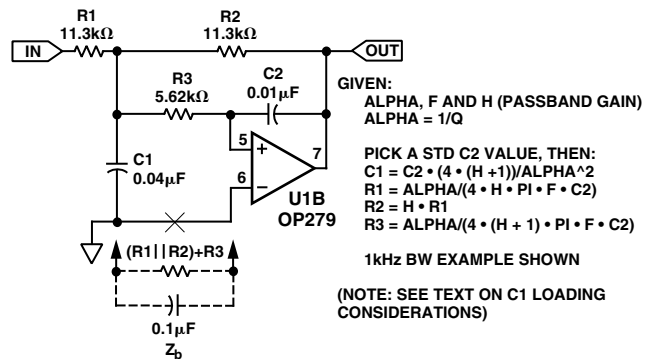 R1
11.3kΩ
R2
11.3kΩ
IN
OUT
R3
5.62kΩ
C2
0.01µF
C1
0.04µF
5
+
7
6
–
U1B
OP279
(R1||R2)+R3
0.1µF
Zb
GIVEN:
ALPHA, F AND H (PASSBAND GAIN)
ALPHA = 1/Q
PICK A STD C2 VALUE, THEN:
C1 = C2 • (4 • (H +1))/ALPHA^2
R1 = ALPHA/(4 • H • PI • F • C2)
R2 = H • R1
R3 = ALPHA/(4 • (H + 1) • PI • F • C2)
1kHz BW EXAMPLE SHOWN
(NOTE: SEE TEXT ON C1 LOADING
CONSIDERATIONS)